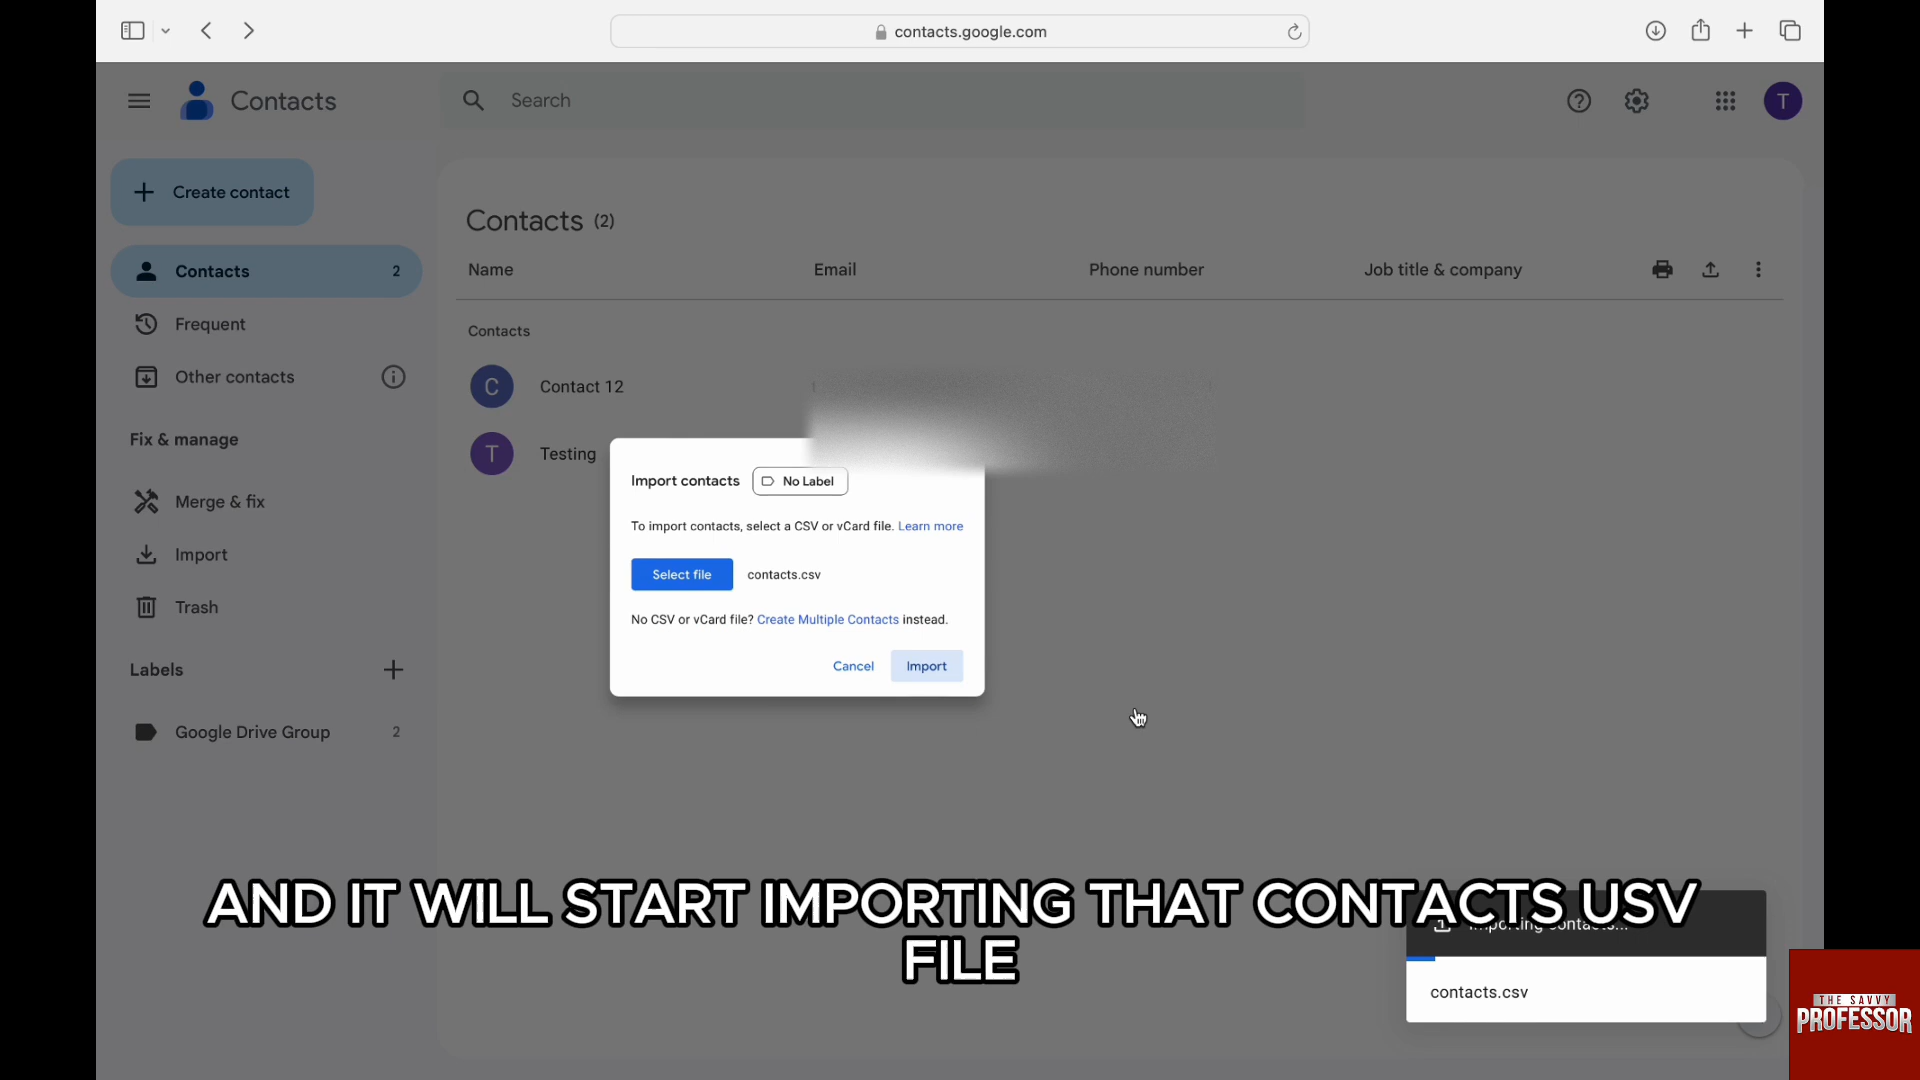 contacts.google.com
Contacts
Search
T
Create contact
Contacts 2
Frequent
Other contacts
Fix & manage
Merge & fix
Import
Trash
Labels
Google Drive Group 2
Contacts (2)
Name Email Phone number Job title & company
Contacts
C Contact 12
T Testing
Import contacts No Label
To import contacts, select a CSV or vCard file. Learn more
Select file contacts.csv
No CSV or vCard file? Create Multiple Contacts instead.
Cancel Import
AND IT WILL START IMPORTING THAT CONTACTS USV
FILE
Importing contacts...
contacts.csv
THE SAVVY
PROFESSOR